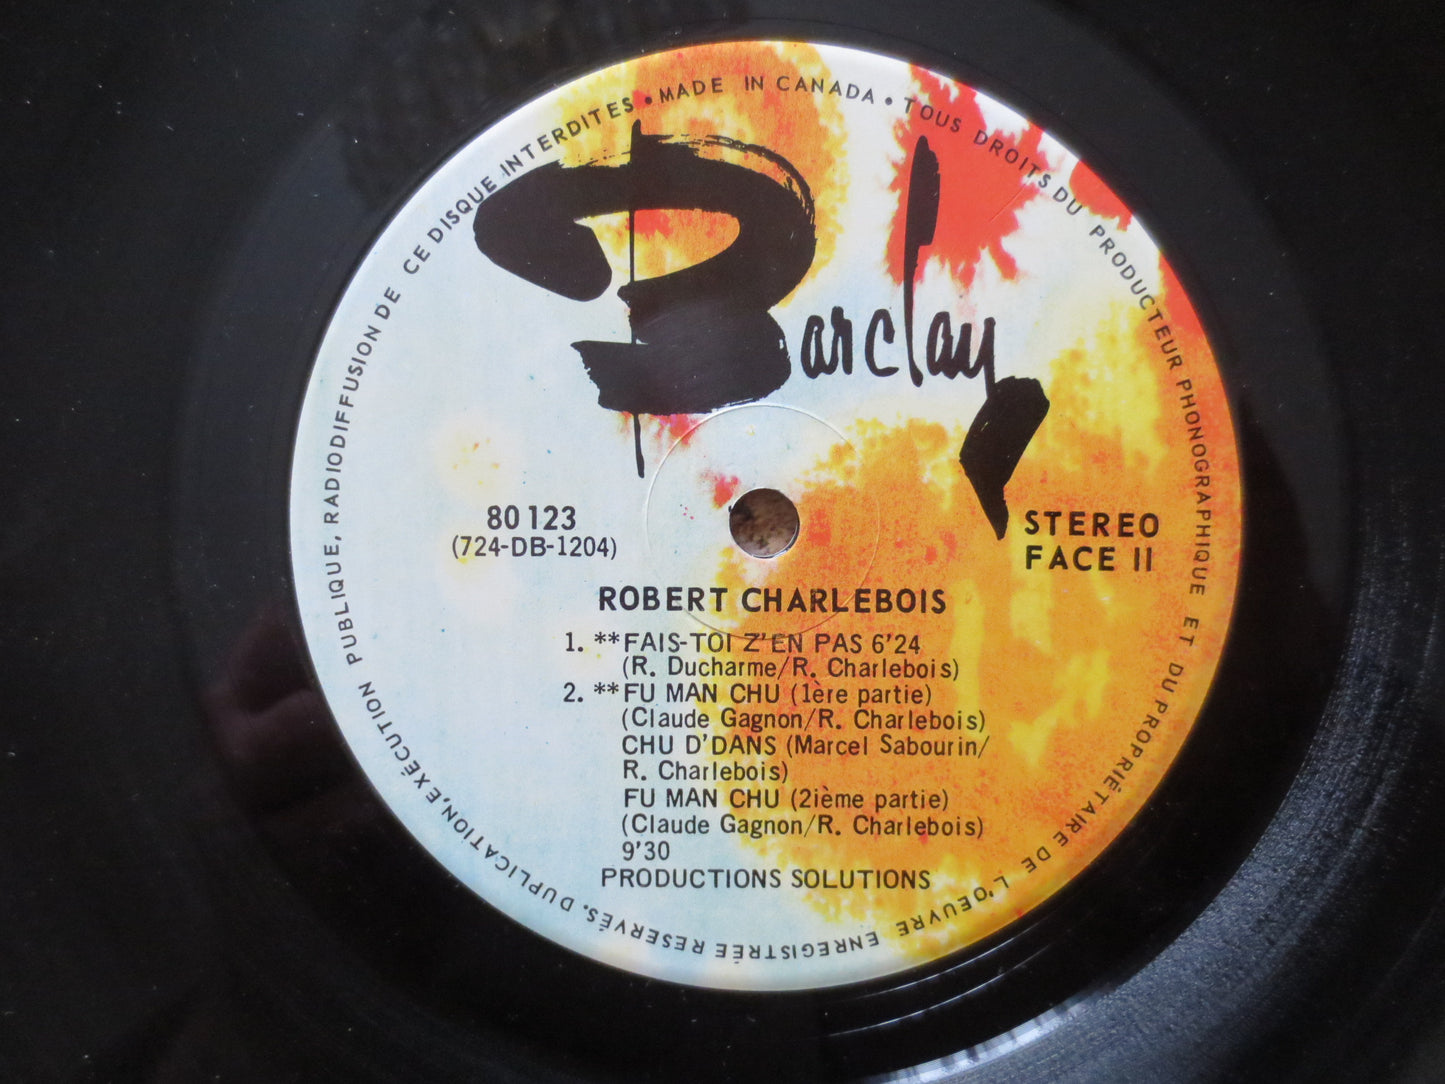 MADE IN CANADA • TOUS DROITS DU PRODUCTEUR PHONOGRAPHIQUE ET DU PROPRIÉTAIRE DE L'OEUVRE ENREGISTRÉE RESERVÉS. DUPLICATION, EXÉCUTION PUBLIQUE, RADIODIFFUSION DE CE DISQUE INTERDITES •
Barclay
80 123
(724-DB-1204)
STEREO
FACE II
ROBERT CHARLEBOIS
1. **FAIS-TOI Z'EN PAS 6'24
(R. Ducharme/R. Charlebois)
2. **FU MAN CHU (1ère partie)
(Claude Gagnon/R. Charlebois)
CHU D'DANS (Marcel Sabourin/
R. Charlebois)
FU MAN CHU (2ième partie)
(Claude Gagnon/R. Charlebois)
9'30
PRODUCTIONS SOLUTIONS